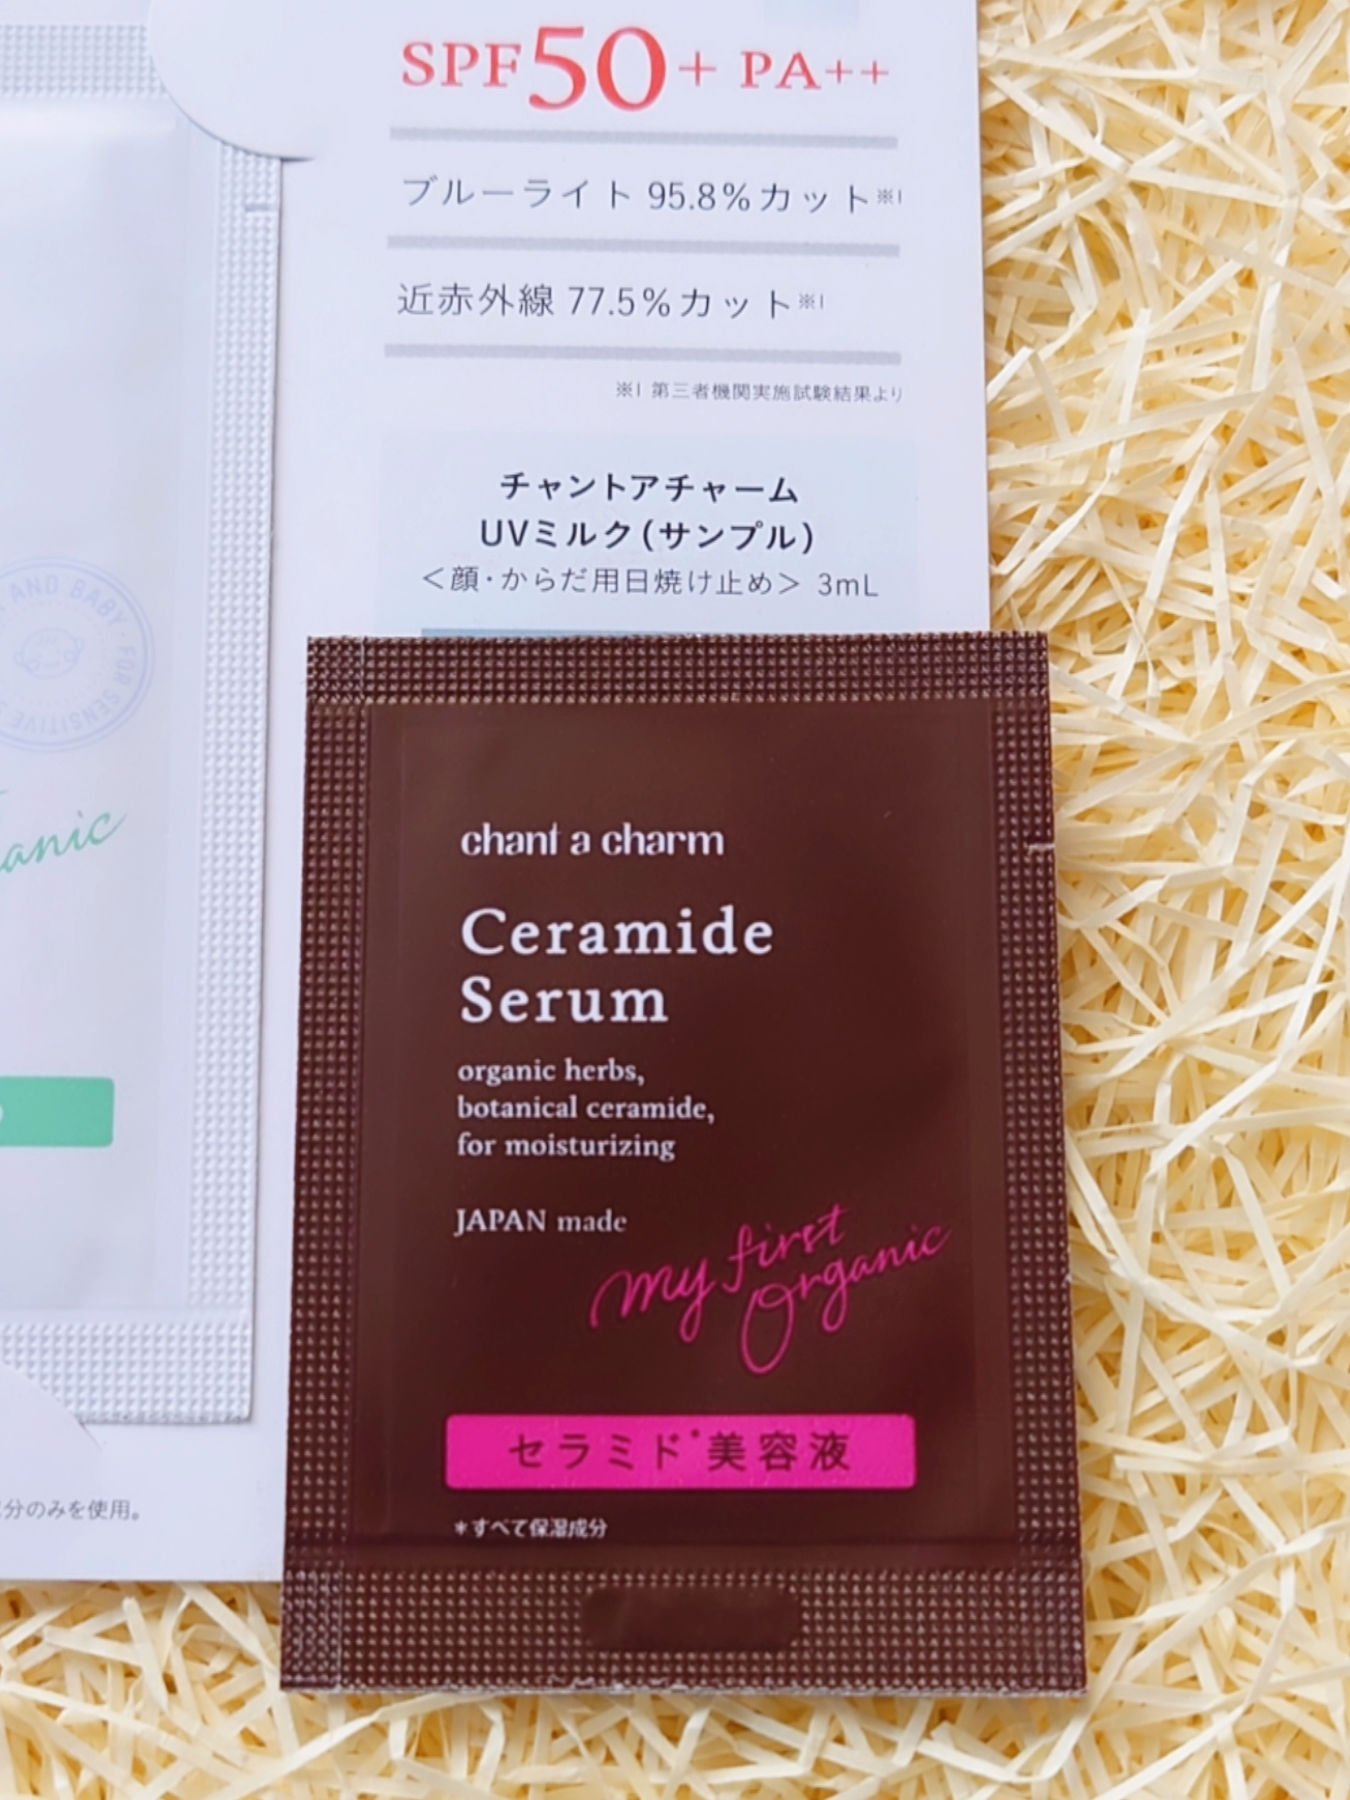 SPF50+ PA++
ブルーライト 95.8%カット※1
近赤外線 77.5%カット※1
※1 第三者機関実施試験結果より
チャントアチャーム
UVミルク(サンプル)
<顔・からだ用日焼け止め> 3mL
AND BABY · FOR SENSITIVE
anic
分のみを使用。
chant a charm
Ceramide
Serum
organic herbs,
botanical ceramide,
for moisturizing
JAPAN made
my first
Organic
セラミド*美容液
*すべて保湿成分